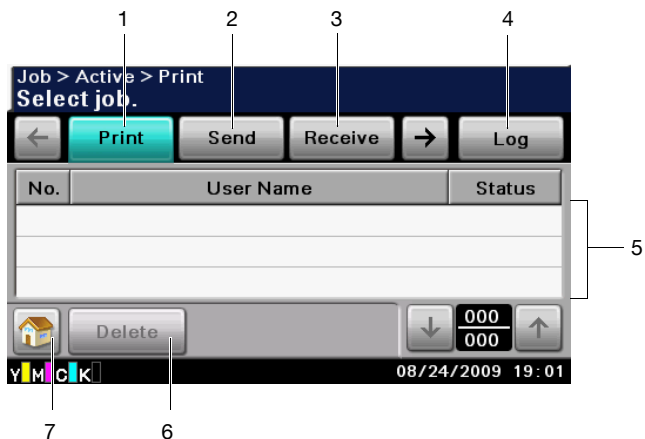 1 2 3 4
Job > Active > Print
Select job.
← Print Send Receive → Log
No. User Name Status
5
Delete ↓ 000 ↑
000
Y M C K 08/24/2009 19:01
7 6